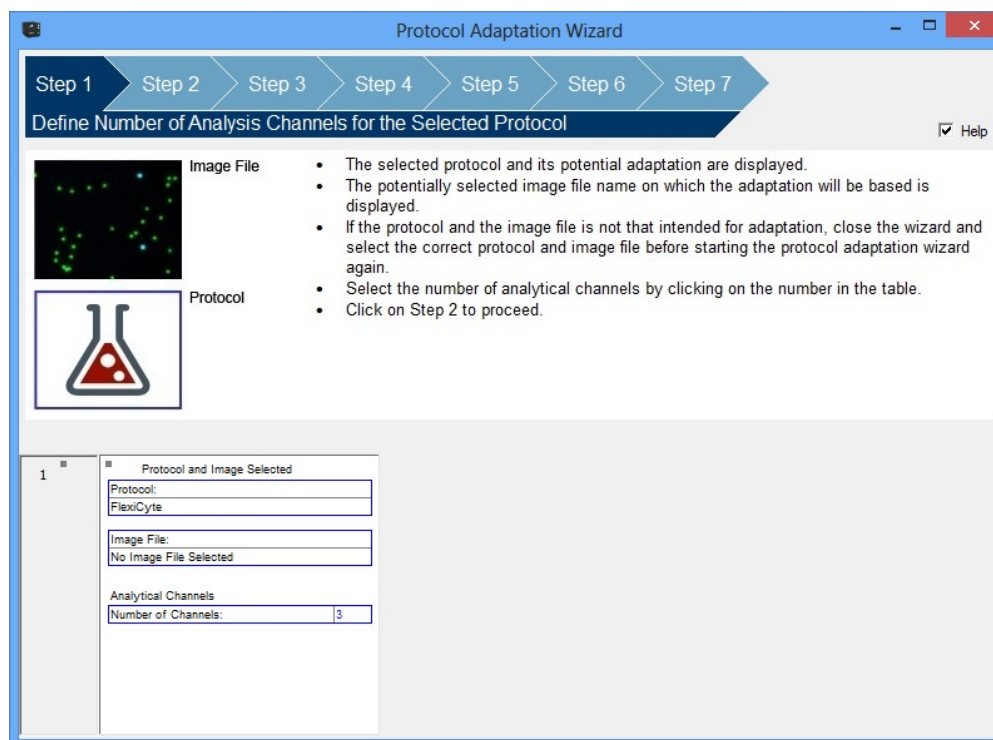 Protocol Adaptation Wizard
Step 1
Step 2
Step 3
Step 4
Step 5
Step 6
Step 7
Define Number of Analysis Channels for the Selected Protocol
Help
Image File
Protocol
• The selected protocol and its potential adaptation are displayed.
• The potentially selected image file name on which the adaptation will be based is
displayed.
• If the protocol and the image file is not that intended for adaptation, close the wizard and
select the correct protocol and image file before starting the protocol adaptation wizard
again.
• Select the number of analytical channels by clicking on the number in the table.
• Click on Step 2 to proceed.
1
Protocol and Image Selected
Protocol:
FlexiCyte
Image File:
No Image File Selected
Analytical Channels
Number of Channels: 3